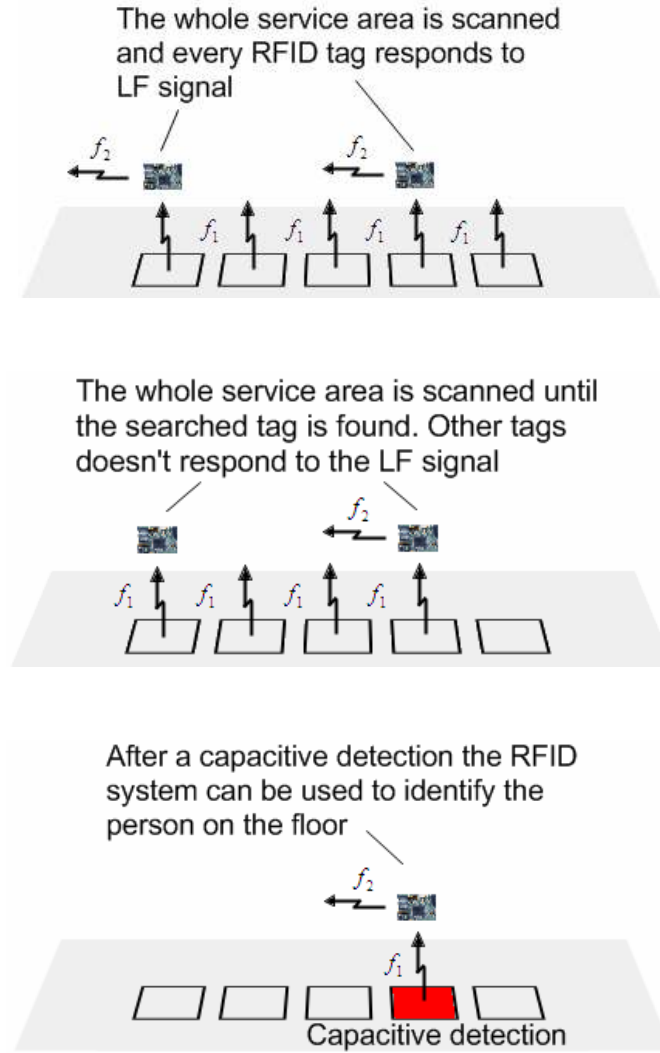 The whole service area is scanned
and every RFID tag responds to
LF signal
f₂ f₂
f₁ f₁ f₁ f₁
The whole service area is scanned until
the searched tag is found. Other tags
doesn't respond to the LF signal
f₂
f₁ f₁ f₁ f₁
After a capacitive detection the RFID
system can be used to identify the
person on the floor
f₂
f₁
Capacitive detection